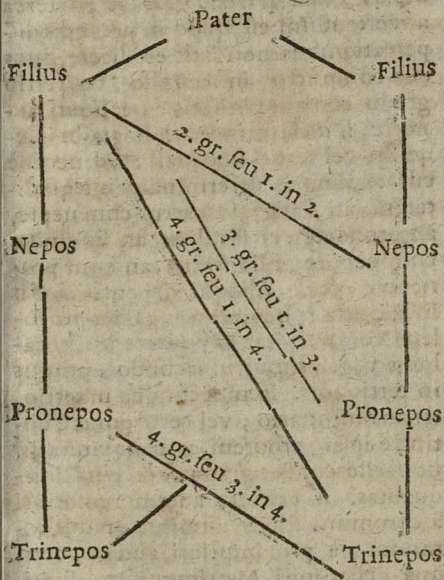 Pater
Filius Filius
2. gr. ſeu 1. in 2.
Nepos Nepos
3. gr. ſeu 1. in 3.
4. gr. ſeu 1. in 4.
Pronepos Pronepos
4. gr. ſeu 3. in 4.
Trinepos Trinepos